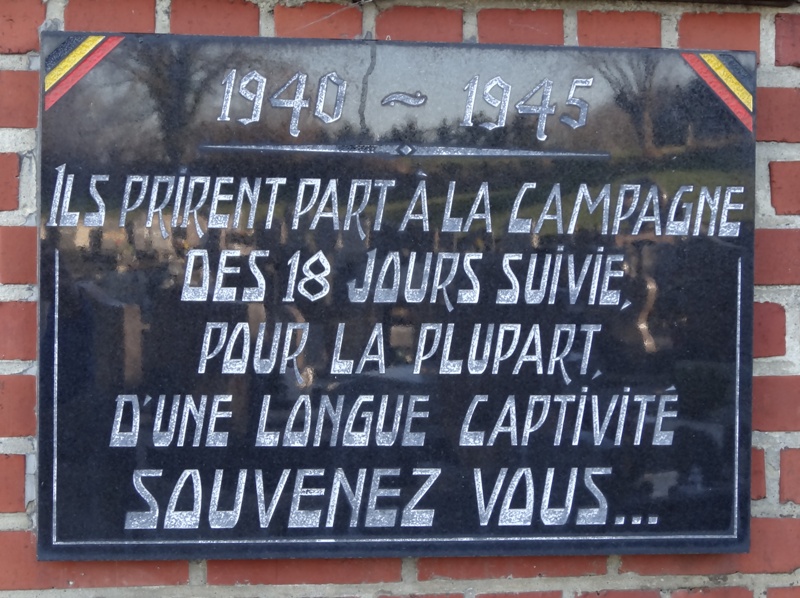 1940 ~ 1945
ILS PRIRENT PART À LA CAMPAGNE
DES 18 JOURS SUIVIE,
POUR LA PLUPART,
D'UNE LONGUE CAPTIVITÉ
SOUVENEZ VOUS...